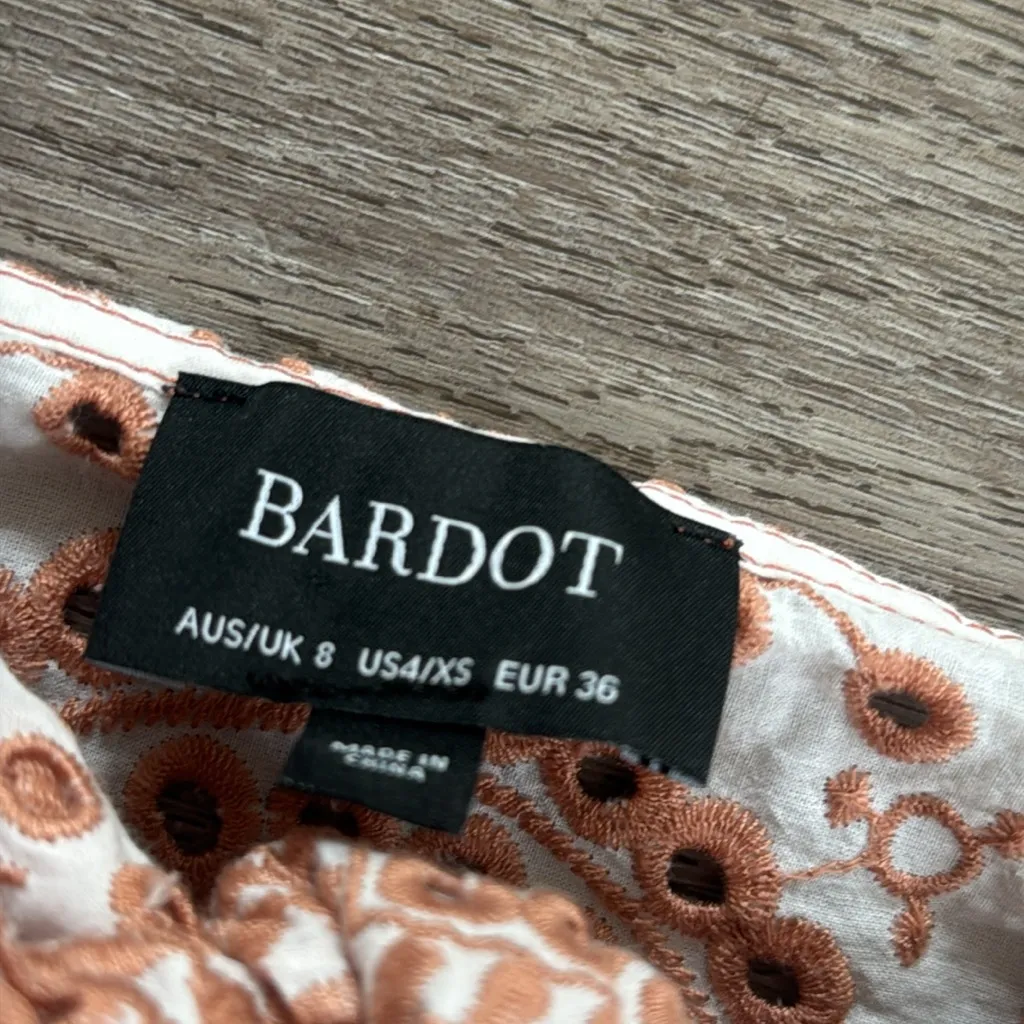 BARDOT
AUS/UK 8 US4/XS EUR 36
MADE IN
CHINA